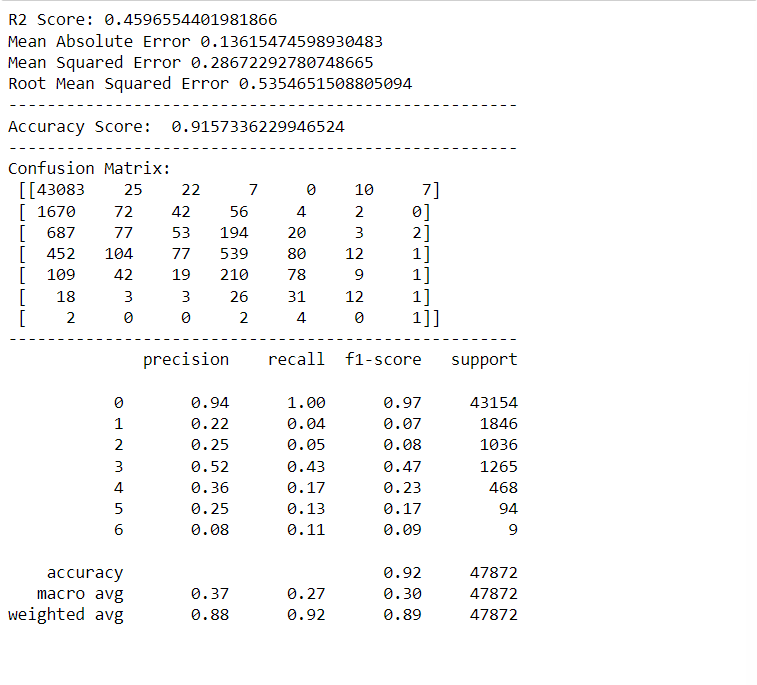 R2 Score: 0.4596554401981866
Mean Absolute Error 0.13615474598930483
Mean Squared Error 0.28672292780748665
Root Mean Squared Error 0.5354651508805094
-----------------------------------------------------
Accuracy Score:  0.9157336229946524
-----------------------------------------------------
Confusion Matrix:
 [[43083    25    22     7     0    10     7]
 [ 1670    72    42    56     4     2     0]
 [  687    77    53   194    20     3     2]
 [  452   104    77   539    80    12     1]
 [  109    42    19   210    78     9     1]
 [   18     3     3    26    31    12     1]
 [    2     0     0     2     4     0     1]]
-----------------------------------------------------
              precision    recall  f1-score   support
           0       0.94      1.00      0.97     43154
           1       0.22      0.04      0.07      1846
           2       0.25      0.05      0.08      1036
           3       0.52      0.43      0.47      1265
           4       0.36      0.17      0.23       468
           5       0.25      0.13      0.17        94
           6       0.08      0.11      0.09         9
    accuracy                           0.92     47872
   macro avg       0.37      0.27      0.30     47872
weighted avg       0.88      0.92      0.89     47872